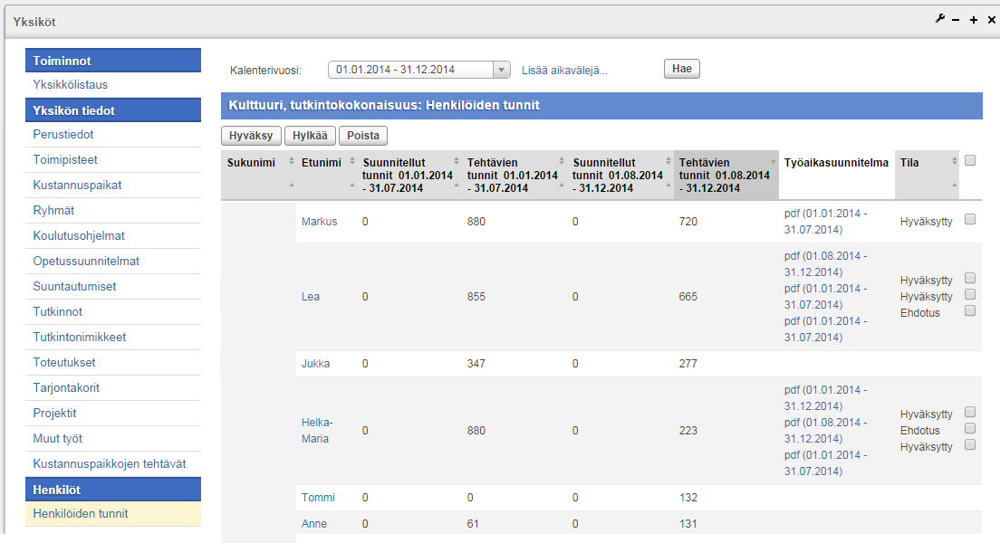 Yksiköt
Toiminnot
Yksikkölistaus
Yksikön tiedot
Perustiedot
Toimipisteet
Kustannuspaikat
Ryhmät
Koulutusohjelmat
Opetussuunnitelmat
Suuntautumiset
Tutkinnot
Tutkintonimikkeet
Toteutukset
Tarjontakorit
Projektit
Muut työt
Kustannuspaikkojen tehtävät
Henkilöt
Henkilöiden tunnit
Kalenterivuosi: 01.01.2014 - 31.12.2014 Lisää aikavälejä... Hae
Kulttuuri, tutkintokokonaisuus: Henkilöiden tunnit
Hyväksy Hylkää Poista
Sukunimi Etunimi Suunnitellut Tehtävien Suunnitellut Tehtävien Työaikasuunnitelma Tila
tunnit 01.01.2014 tunnit 01.01.2014 tunnit 01.08.2014 tunnit 01.08.2014
- 31.07.2014 - 31.07.2014 - 31.12.2014 - 31.12.2014
Markus 0 880 0 720 pdf (01.01.2014 - Hyväksytty
31.07.2014)
pdf (01.08.2014 -
31.12.2014) Hyväksytty
Lea 0 855 0 665 pdf (01.01.2014 - Hyväksytty
31.07.2014) Ehdotus
pdf (01.01.2014 -
31.07.2014)
Jukka 0 347 0 277
pdf (01.01.2014 -
31.12.2014) Hyväksytty
Helka- pdf (01.08.2014 - Ehdotus
Maria 0 880 0 223 31.12.2014) Hyväksytty
pdf (01.01.2014 -
31.07.2014)
Tommi 0 0 0 132
Anne 0 61 0 131